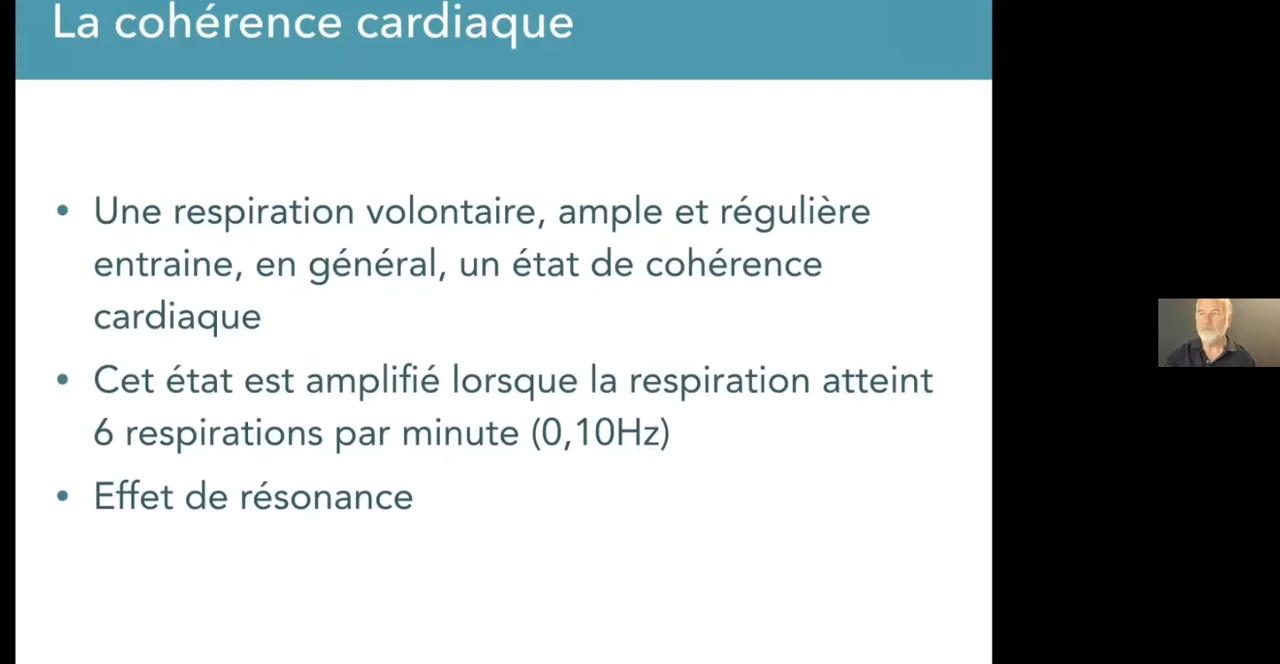 La cohérence cardiaque
• Une respiration volontaire, ample et régulière
entraine, en général, un état de cohérence
cardiaque
• Cet état est amplifié lorsque la respiration atteint
6 respirations par minute (0,10Hz)
• Effet de résonance